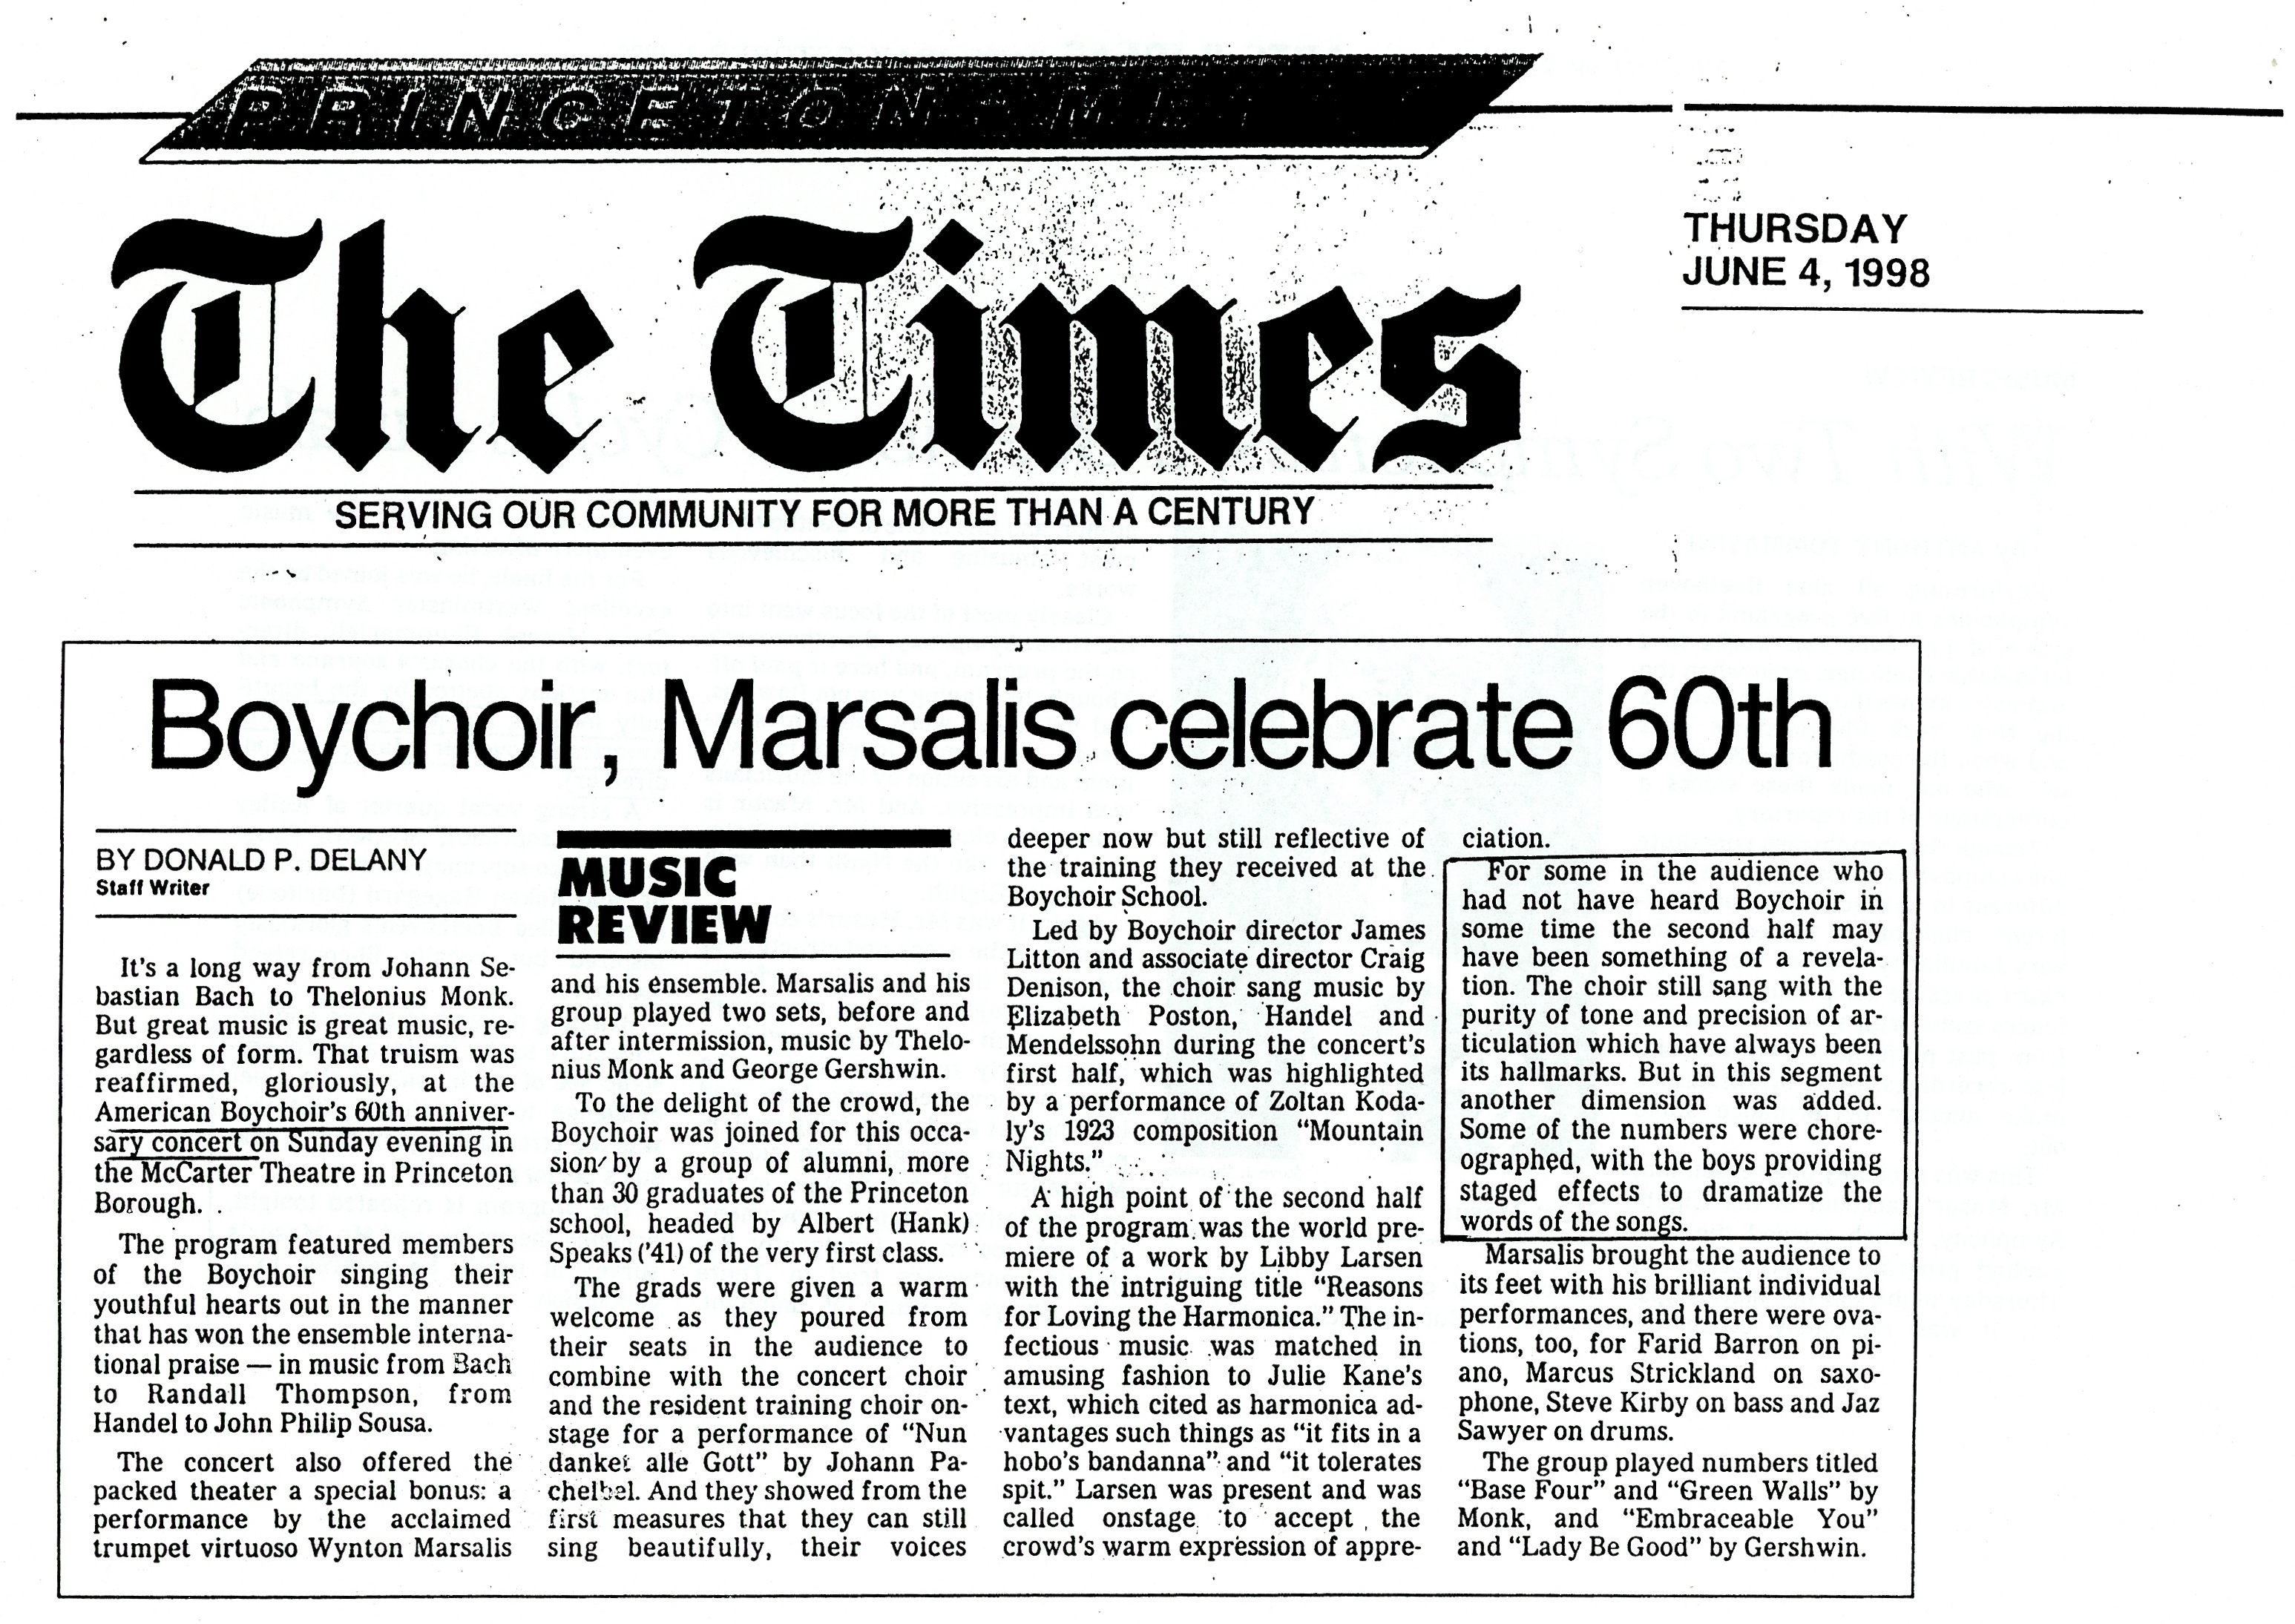 PRINCETON
The Times
THURSDAY
JUNE 4, 1998
SERVING OUR COMMUNITY FOR MORE THAN A CENTURY
Boychoir, Marsalis celebrate 60th
BY DONALD P. DELANY
Staff Writer
It's a long way from Johann Se-
bastian Bach to Thelonius Monk.
But great music is great music, re-
gardless of form. That truism was
reaffirmed, gloriously, at the
American Boychoir's 60th anniver-
sary concert on Sunday evening in
the McCarter Theatre in Princeton
Borough.
The program featured members
of the Boychoir singing their
youthful hearts out in the manner
that has won the ensemble interna-
tional praise — in music from Bach
to Randall Thompson, from
Handel to John Philip Sousa.
The concert also offered the
packed theater a special bonus: a
performance by the acclaimed
trumpet virtuoso Wynton Marsalis
MUSIC
REVIEW
and his ensemble. Marsalis and his
group played two sets, before and
after intermission, music by Thelo-
nius Monk and George Gershwin.
To the delight of the crowd, the
Boychoir was joined for this occa-
sion by a group of alumni, more
than 30 graduates of the Princeton
school, headed by Albert (Hank)
Speaks ('41) of the very first class.
The grads were given a warm
welcome as they poured from
their seats in the audience to
combine with the concert choir
and the resident training choir on-
stage for a performance of "Nun
danket alle Gott" by Johann Pa-
chelbel. And they showed from the
first measures that they can still
sing beautifully, their voices
deeper now but still reflective of
the training they received at the
Boychoir School.
Led by Boychoir director James
Litton and associate director Craig
Denison, the choir sang music by
Elizabeth Poston, Handel and
Mendelssohn during the concert's
first half, which was highlighted
by a performance of Zoltan Koda-
ly's 1923 composition "Mountain
Nights."
A high point of the second half
of the program was the world pre-
miere of a work by Libby Larsen
with the intriguing title "Reasons
for Loving the Harmonica." The in-
fectious music was matched in
amusing fashion to Julie Kane's
text, which cited as harmonica ad-
vantages such things as "it fits in a
hobo's bandanna" and "it tolerates
spit." Larsen was present and was
called onstage to accept the
crowd's warm expression of appre-
ciation.
For some in the audience who
had not have heard Boychoir in
some time the second half may
have been something of a revela-
tion. The choir still sang with the
purity of tone and precision of ar-
ticulation which have always been
its hallmarks. But in this segment
another dimension was added.
Some of the numbers were chore-
ographed, with the boys providing
staged effects to dramatize the
words of the songs.
Marsalis brought the audience to
its feet with his brilliant individual
performances, and there were ova-
tions, too, for Farid Barron on pi-
ano, Marcus Strickland on saxo-
phone, Steve Kirby on bass and Jaz
Sawyer on drums.
The group played numbers titled
"Base Four" and "Green Walls" by
Monk, and "Embraceable You"
and "Lady Be Good" by Gershwin.